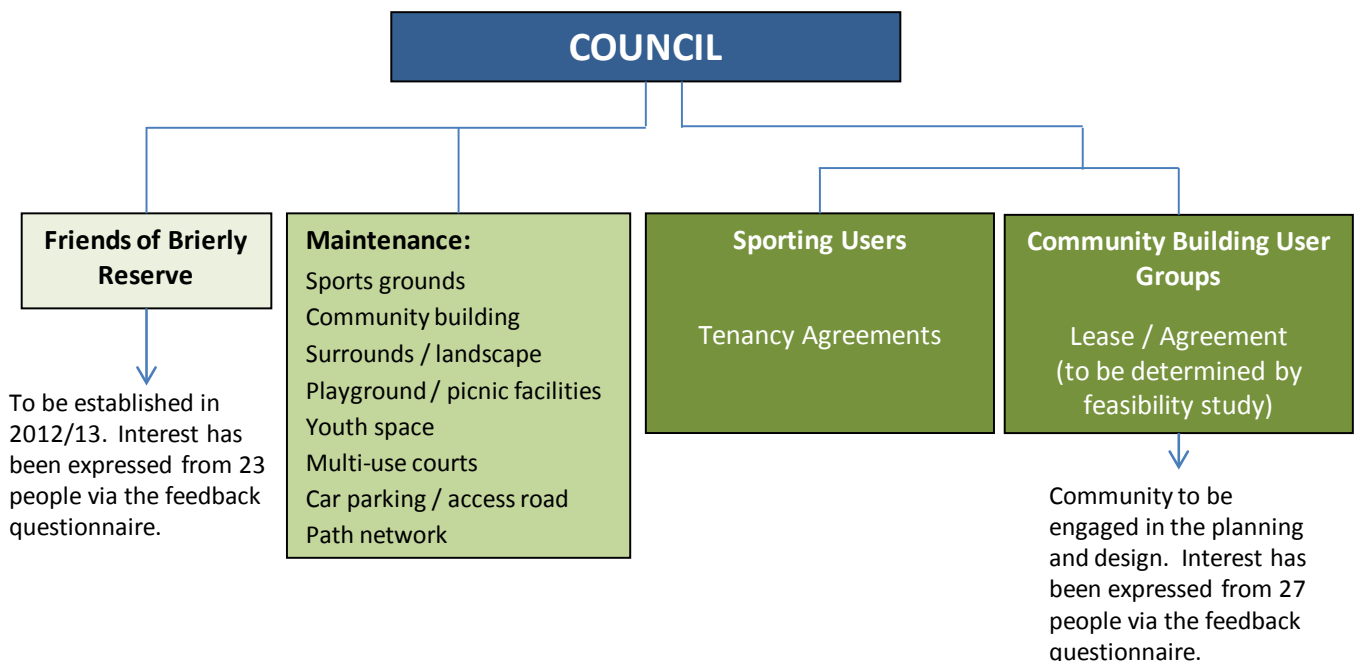 COUNCIL
Friends of Brierly
Reserve
To be established in
2012/13. Interest has
been expressed from 23
people via the feedback
questionnaire.
Maintenance:
Sports grounds
Community building
Surrounds / landscape
Playground / picnic facilities
Youth space
Multi-use courts
Car parking / access road
Path network
Sporting Users
Tenancy Agreements
Community Building User
Groups
Lease / Agreement
(to be determined by
feasibility study)
Community to be
engaged in the planning
and design. Interest has
been expressed from 27
people via the feedback
questionnaire.